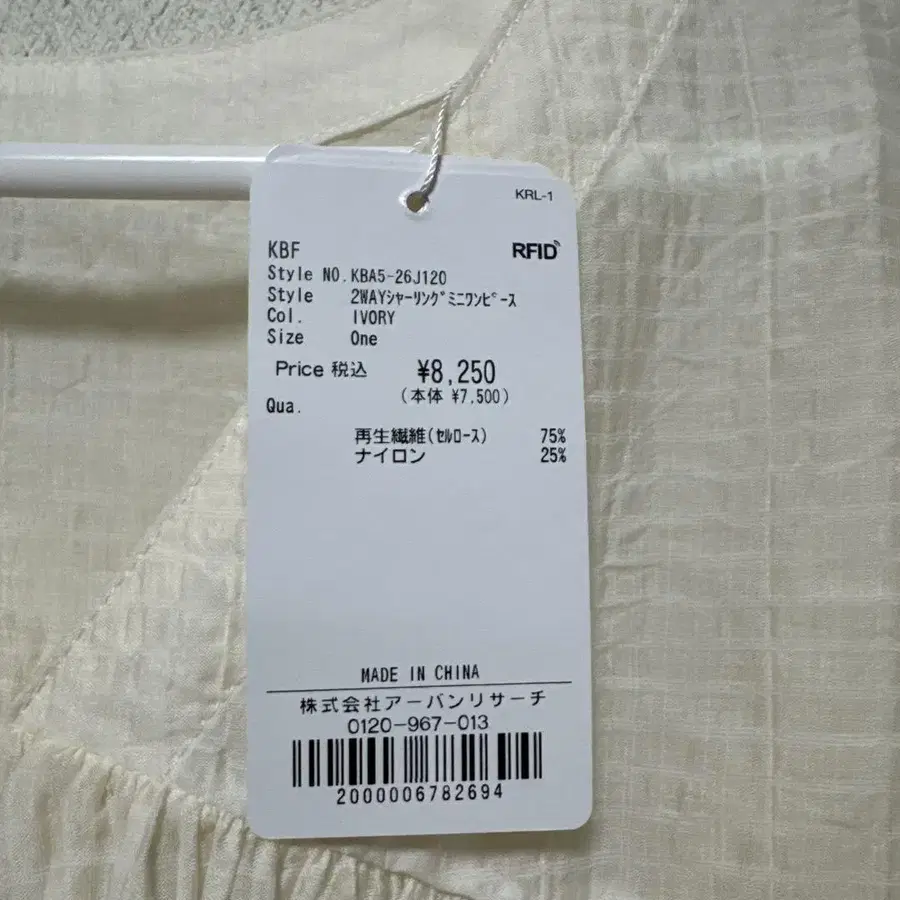 KRL-1
KBF
RFID
Style NO. KBA5-26J120
Style 2WAYｼｬｰﾘﾝｸﾞﾐﾆﾜﾝﾋﾟｰｽ
Col. IVORY
Size One
Price 税込 ¥8,250
(本体 ¥7,500)
Qua.
再生繊維(ｾﾙﾛｰｽ) 75%
ナイロン 25%
MADE IN CHINA
株式会社アーバンリサーチ
0120-967-013
2000006782694